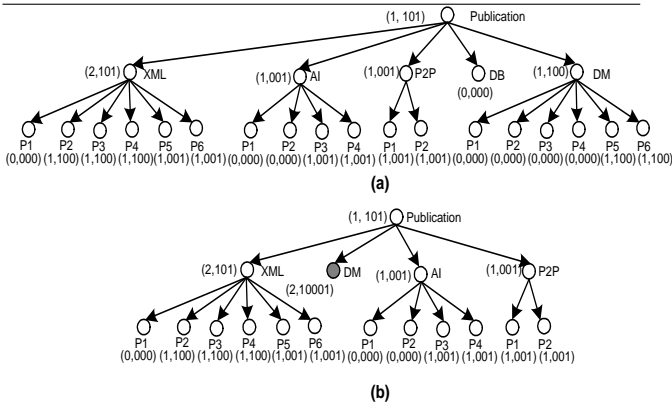 (1, 101) Publication
(2,101) XML (1,001) AI (1,001) P2P DB (1,100) DM
(0,000)
P1 P2 P3 P4 P5 P6 P1 P2 P3 P4 P1 P2 P1 P2 P3 P4 P5 P6
(0,000) (1,100) (1,100) (1,100) (1,001) (1,001) (0,000) (0,000) (1,001) (1,001) (1,001) (1,001) (0,000) (0,000) (0,000) (0,000) (1,100) (1,100)
(a)
(1, 101) Publication
(2,101) XML DM (1,001) AI (1,001) P2P
(2,10001)
P1 P2 P3 P4 P5 P6 P1 P2 P3 P4 P1 P2
(0,000) (1,100) (1,100) (1,100) (1,001) (1,001) (0,000) (0,000) (1,001) (1,001) (1,001) (1,001)
(b)